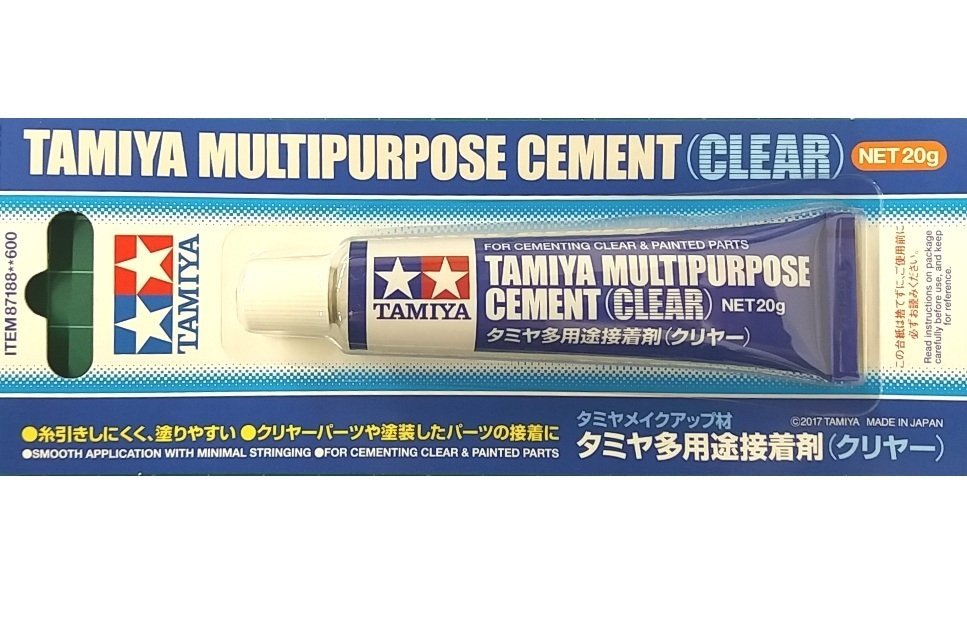 TAMIYA MULTIPURPOSE CEMENT (CLEAR) NET 20g
ITEM 87188**600
TAMIYA
FOR CEMENTING CLEAR & PAINTED PARTS
TAMIYA MULTIPURPOSE
CEMENT (CLEAR) NET 20g
タミヤ多用途接着剤(クリヤー)
TAMIYA
この台紙は捨てずに、ご使用前に
必ずお読みください。
Read instructions on package
carefully before use, and keep
for reference.
●糸引きしにくく、塗りやすい ●クリヤーパーツや塗装したパーツの接着に
●SMOOTH APPLICATION WITH MINIMAL STRINGING ●FOR CEMENTING CLEAR & PAINTED PARTS
タミヤメイクアップ材
©2017 TAMIYA MADE IN JAPAN
タミヤ多用途接着剤(クリヤー)